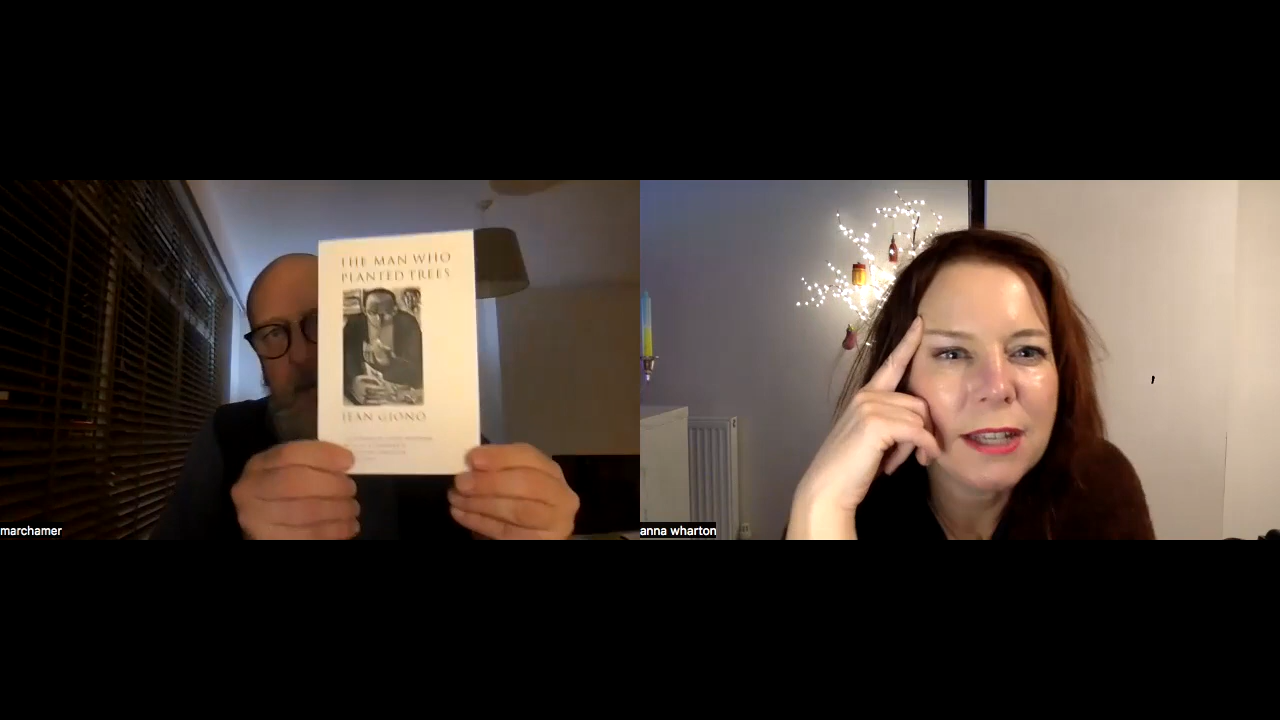 THE MAN WHO
PLANTED TREES
JEAN GIONO
marchamer
anna wharton